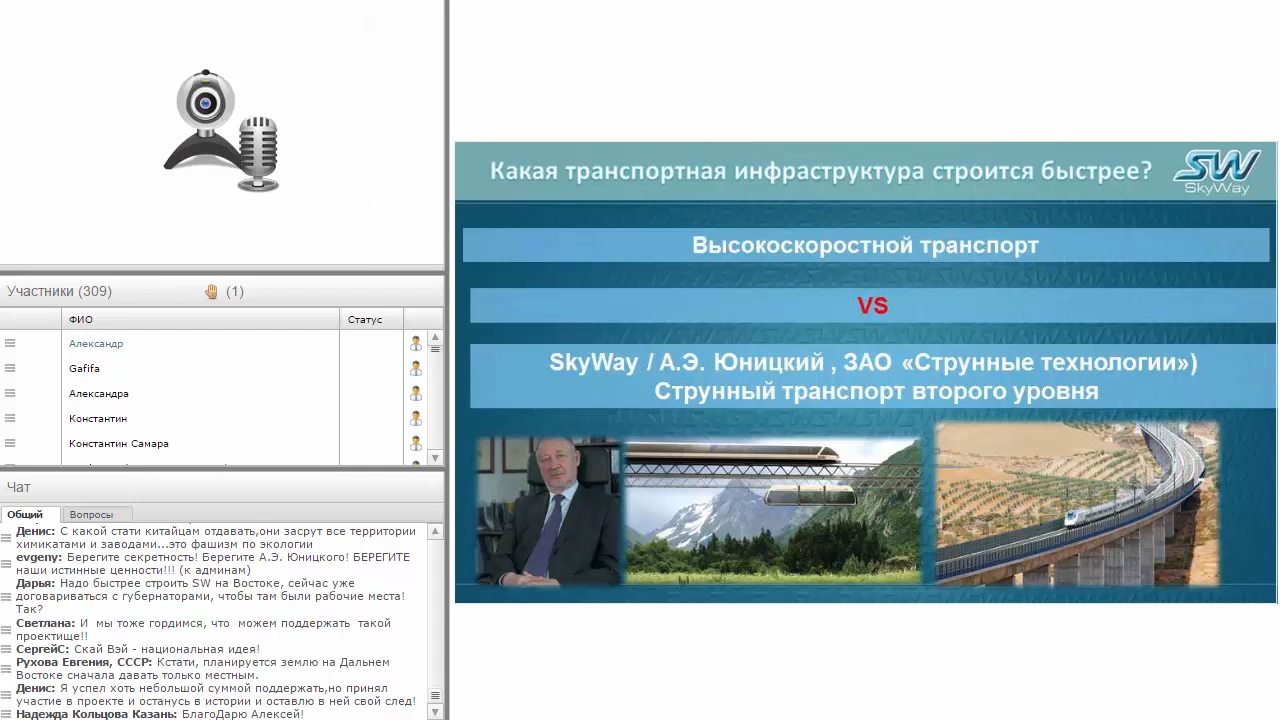 Участники (309)
(1)
ФИО Статус
Александр
Gafifa
Александра
Константин
Константин Самара
Чат
Общий Вопросы
Денис: С какой стати китайцам отдавать,они засрут все территории
химикатами и заводами...это фашизм по экологии
evgeny: Берегите секретность! Берегите А.Э. Юницкого! БЕРЕГИТЕ
наши истинные ценности!!! (к админам)
Дарья: Надо быстрее строить SW на Востоке, сейчас уже
договариваться с губернаторами, чтобы там были рабочие места!
Так?
Светлана: И мы тоже гордимся, что можем поддержать такой
проектище!!
СергейС: Скай Вэй - национальная идея!
Рухова Евгения, СССР: Кстати, планируется землю на Дальнем
Востоке сначала давать только местным.
Денис: Я успел хоть небольшой суммой поддержать,но принял
участие в проекте и останусь в истории и оставлю в ней свой след!
Надежда Кольцова Казань: БлагоДарю Алексей!
Какая транспортная инфраструктура строится быстрее?
SW
SkyWay
Высокоскоростной транспорт
VS
SkyWay / А.Э. Юницкий , ЗАО «Струнные технологии»)
Струнный транспорт второго уровня